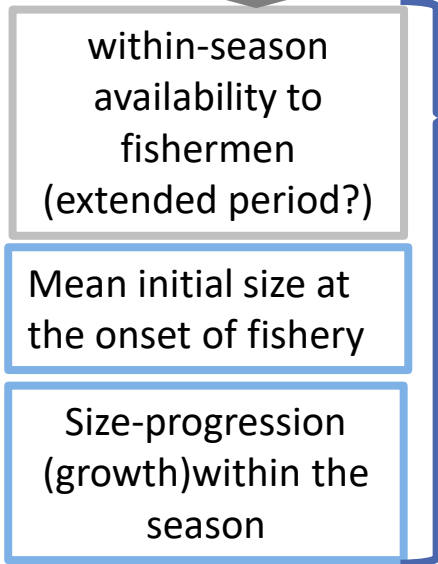 within-season
availability to
fishermen
(extended period?)
Mean initial size at
the onset of fishery
Size-progression
(growth)within the
season